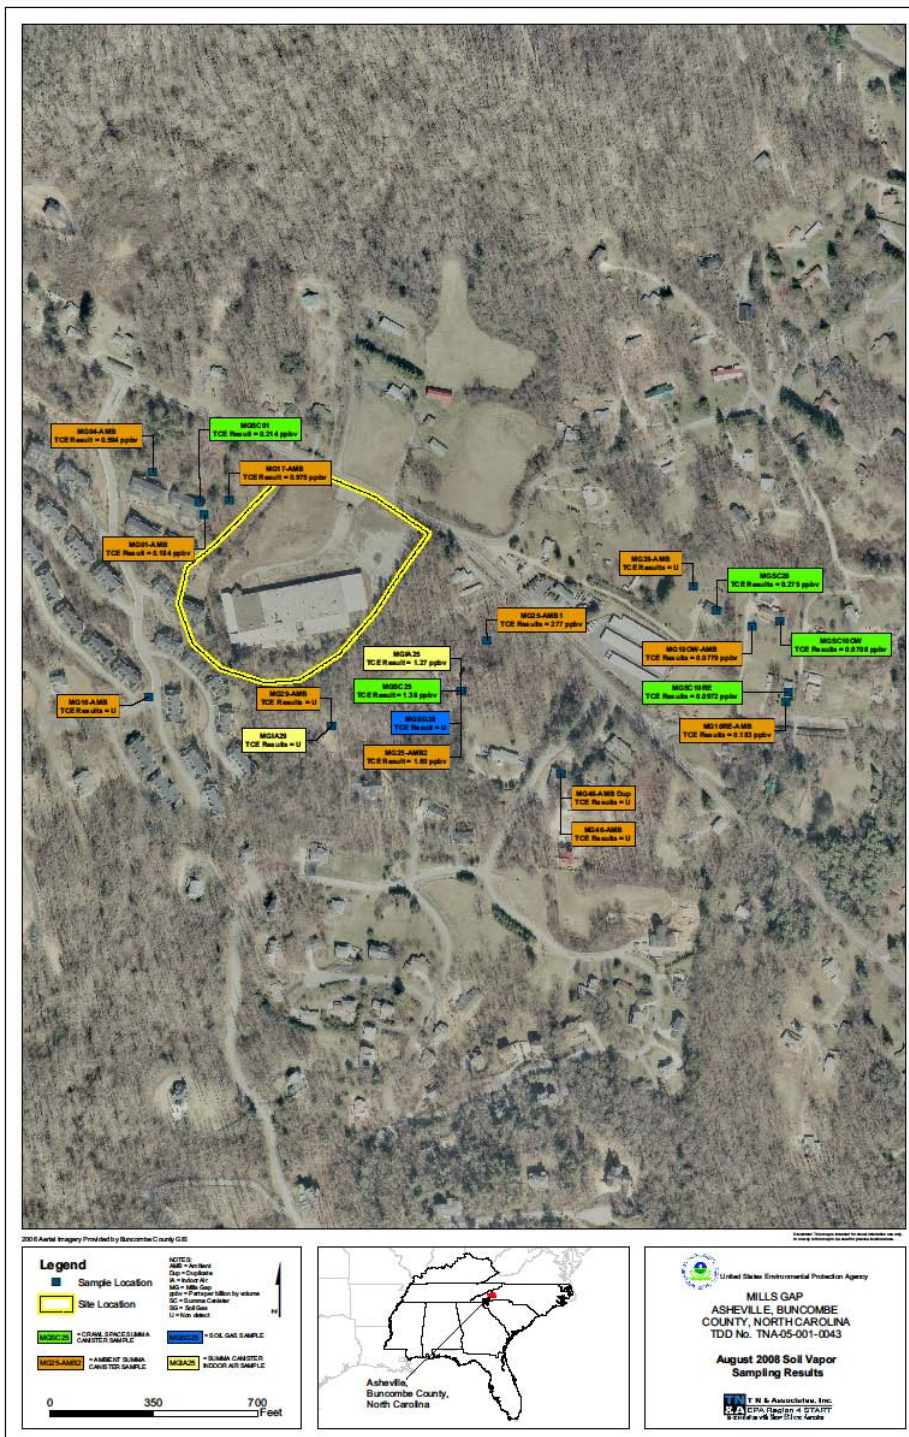 MG04-AMB
TCE Result = 0.504 ppbv
MGSC01
TCE Result = 0.214 ppbv
MG17-AMB
TCE Result = 0.975 ppbv
MG01-AMB
TCE Result = 0.184 ppbv
MG28-AMB
TCE Results = U
MGSC28
TCE Results = 0.275 ppbv
MG25-AMB1
TCE Results = 277 ppbv
MG10OW-AMB
TCE Results = 0.0779 ppbv
MGSC10OW
TCE Results = 0.0708 ppbv
MGIA25
TCE Result = 1.27 ppbv
MGSC25
TCE Result = 1.38 ppbv
MGSG25
TCE Result = U
MG25-AMB2
TCE Result = 1.69 ppbv
MGSC10RE
TCE Results = 0.0972 ppbv
MG10RE-AMB
TCE Results = 0.183 ppbv
MG16-AMB
TCE Results = U
MG29-AMB
TCE Results = U
MGIA29
TCE Results = U
MG46-AMB Dup
TCE Results = U
MG46-AMB
TCE Results = U
2006 Aerial Imagery Provided by Buncombe County GIS
Legend
Sample Location
Site Location
NOTES:
AMB = Ambient
Dup = Duplicate
IA = Indoor Air
MG = Mills Gap
ppbv = Parts per billion by volume
SC = Summa Canister
SG = Soil Gas
U = Non detect
N
MGSC25 = CRAWL SPACE SUMMA
CANISTER SAMPLE
MGSG25 = SOIL GAS SAMPLE
MG25-AMB2 = AMBIENT SUMMA
CANISTER SAMPLE
MGIA25 = SUMMA CANISTER
INDOOR AIR SAMPLE
0 350 700
Feet
Asheville,
Buncombe County,
North Carolina
United States Environmental Protection Agency
MILLS GAP
ASHEVILLE, BUNCOMBE
COUNTY, NORTH CAROLINA
TDD No. TNA-05-001-0043
August 2008 Soil Vapor
Sampling Results
TN
&A
T N & Associates, Inc.
EPA Region 4 START